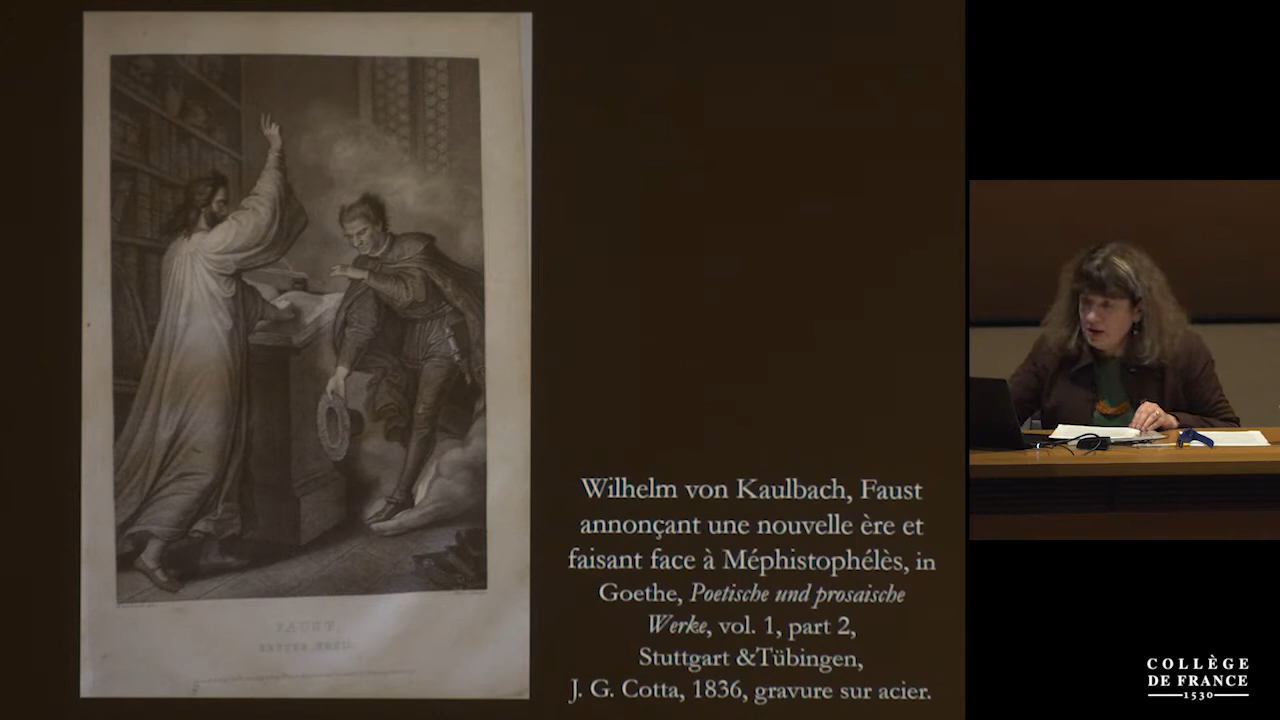 FAUST.
Wilhelm von Kaulbach, Faust
annonçant une nouvelle ère et
faisant face à Méphistophélès, in
Goethe, Poetische und prosaische
Werke, vol. 1, part 2,
Stuttgart &Tübingen,
J. G. Cotta, 1836, gravure sur acier.
COLLÈGE
DE FRANCE
1530